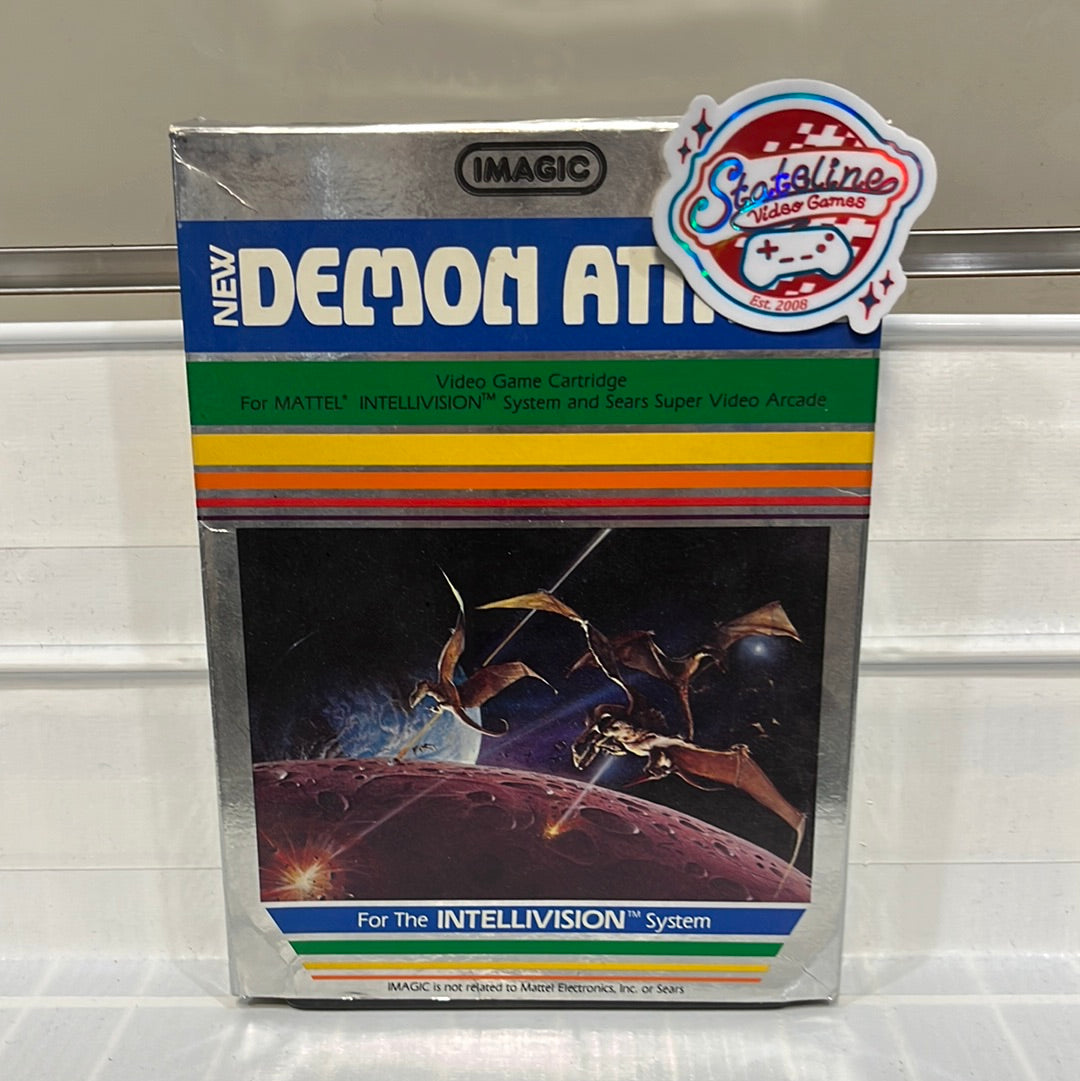 IMAGIC
Stateline
Video Games
Est. 2008
NEW
DEMON ATT
Video Game Cartridge
For MATTEL® INTELLIVISION™ System and Sears Super Video Arcade
For The INTELLIVISION™ System
IMAGIC is not related to Mattel Electronics, Inc. or Sears